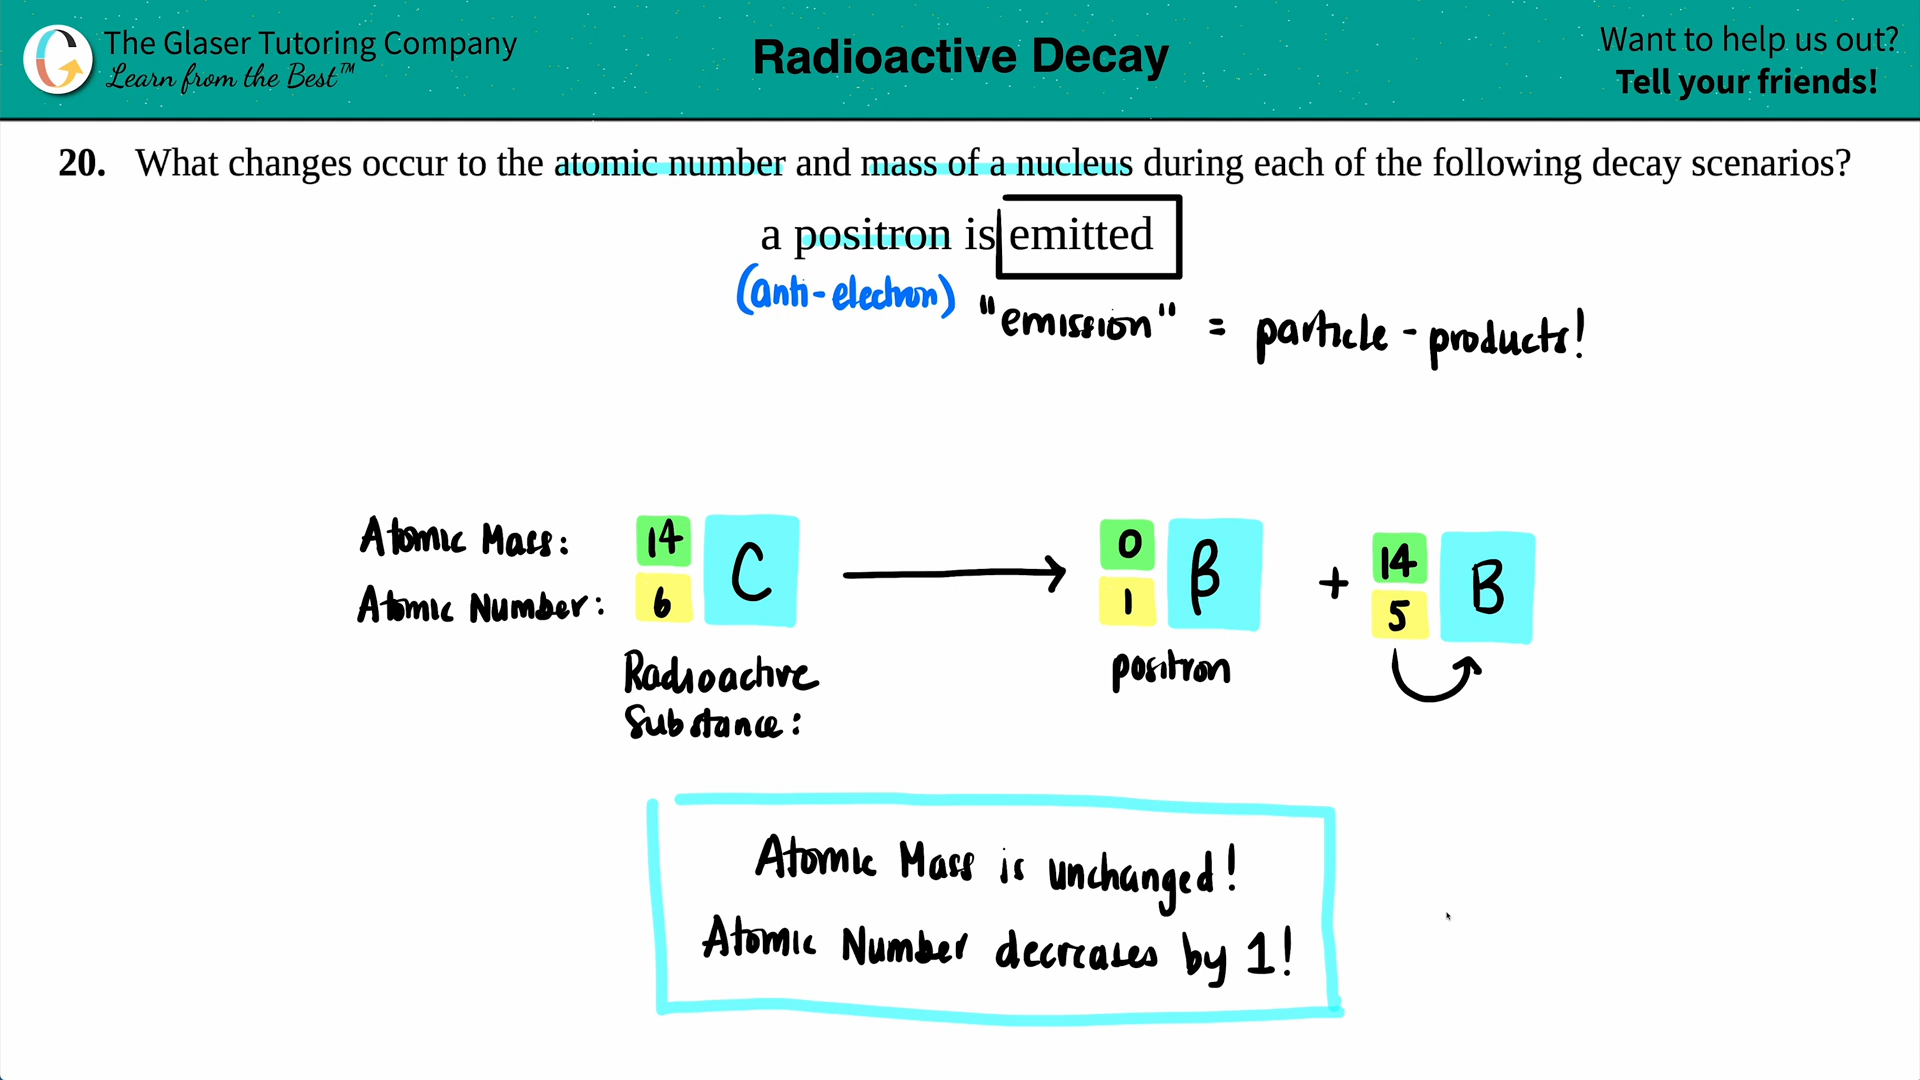 The Glaser Tutoring Company
Learn from the Best™
Radioactive Decay
Want to help us out?
Tell your friends!
20. What changes occur to the atomic number and mass of a nucleus during each of the following decay scenarios?
a positron is emitted
(anti-electron)
"emission" = particle - products!
Atomic Mass: 14 C 0 β + 14 B
Atomic Number: 6 1 5
Radioactive positron
Substance:
Atomic Mass is unchanged!
Atomic Number decreases by 1!